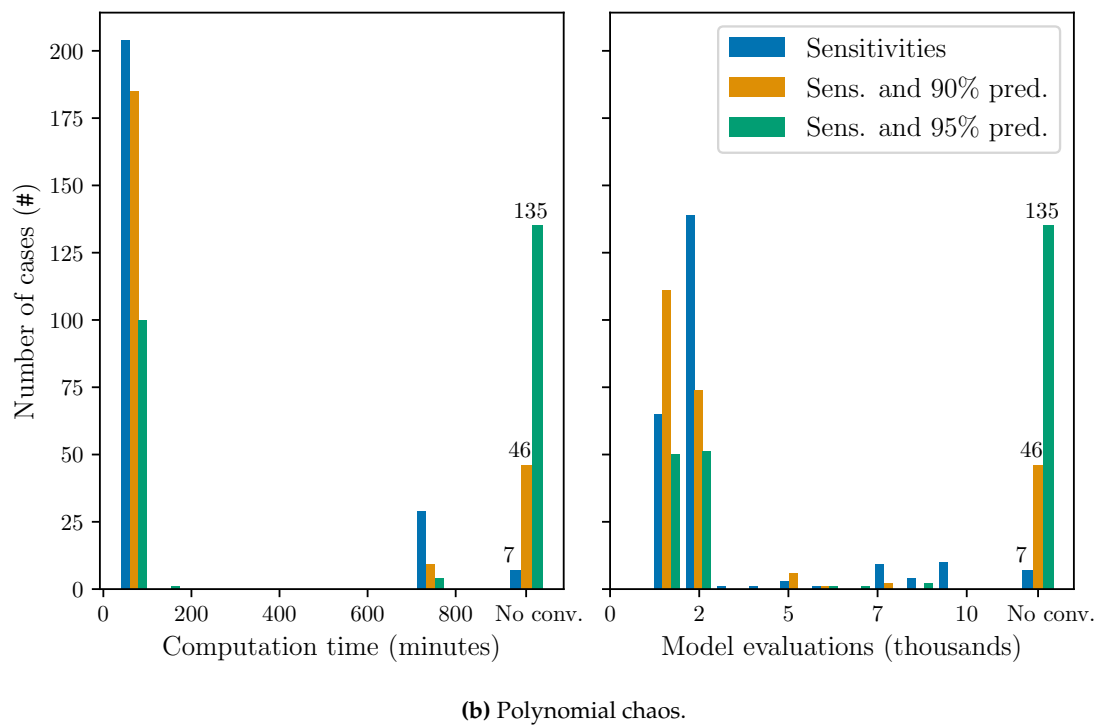 Number of cases (#)
200
175
150
125
100
75
50
25
0
7
46
135
0 200 400 600 800 No conv.
Computation time (minutes)
Sensitivities
Sens. and 90% pred.
Sens. and 95% pred.
7
46
135
0 2 5 7 10 No conv.
Model evaluations (thousands)
(b) Polynomial chaos.